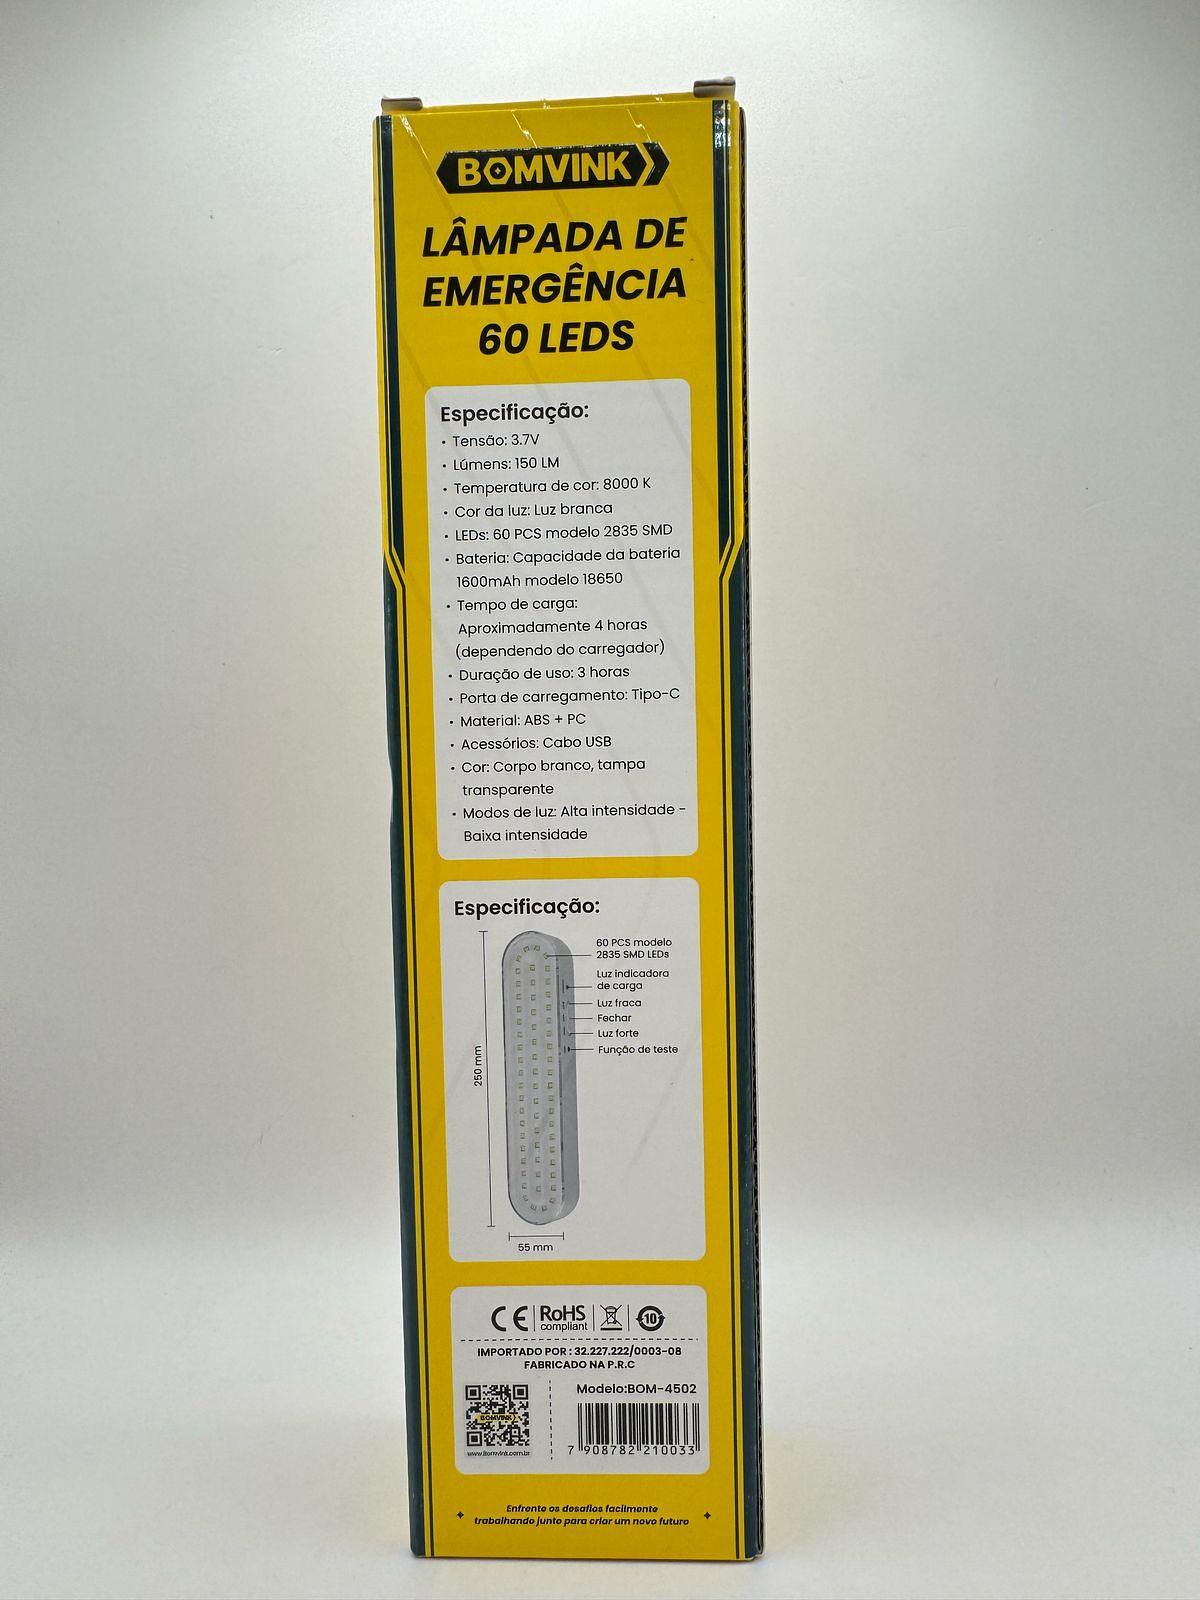 BOMVINK
LÂMPADA DE
EMERGÊNCIA
60 LEDS
Especificação:
• Tensão: 3.7V
• Lúmens: 150 LM
• Temperatura de cor: 8000 K
• Cor da luz: Luz branca
• LEDs: 60 PCS modelo 2835 SMD
• Bateria: Capacidade da bateria
1600mAh modelo 18650
• Tempo de carga:
Aproximadamente 4 horas
(dependendo do carregador)
• Duração de uso: 3 horas
• Porta de carregamento: Tipo-C
• Material: ABS + PC
• Acessórios: Cabo USB
• Cor: Corpo branco, tampa
transparente
• Modos de luz: Alta intensidade -
Baixa intensidade
Especificação:
60 PCS modelo
2835 SMD LEDs
Luz indicadora
de carga
Luz fraca
Fechar
Luz forte
Função de teste
250 mm
55 mm
CE RoHS
compliant
10
IMPORTADO POR : 32.227.222/0003-08
FABRICADO NA P.R.C
Modelo:BOM-4502
BOMVINK
www.bomvink.com.br
7 908782 210033
Enfrente os desafios facilmente
trabalhando junto para criar um novo futuro